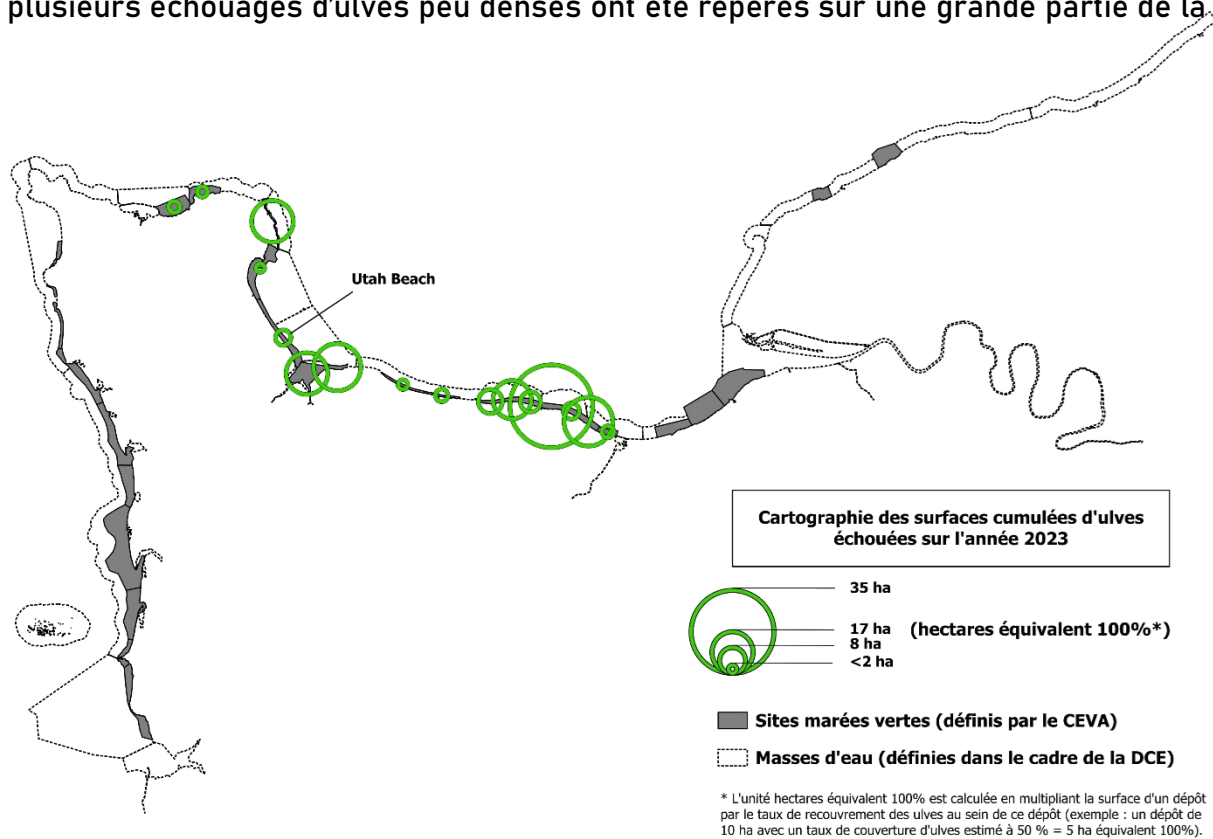 plusieurs échouages d'ulves peu denses ont été repérés sur une grande partie de la
Utah Beach
Cartographie des surfaces cumulées d'ulves
échouées sur l'année 2023
35 ha
17 ha (hectares équivalent 100%*)
8 ha
<2 ha
Sites marées vertes (définis par le CEVA)
Masses d'eau (définies dans le cadre de la DCE)
* L'unité hectares équivalent 100% est calculée en multipliant la surface d'un dépôt
par le taux de recouvrement des ulves au sein de ce dépôt (exemple : un dépôt de
10 ha avec un taux de couverture d'ulves estimé à 50 % = 5 ha équivalent 100%).